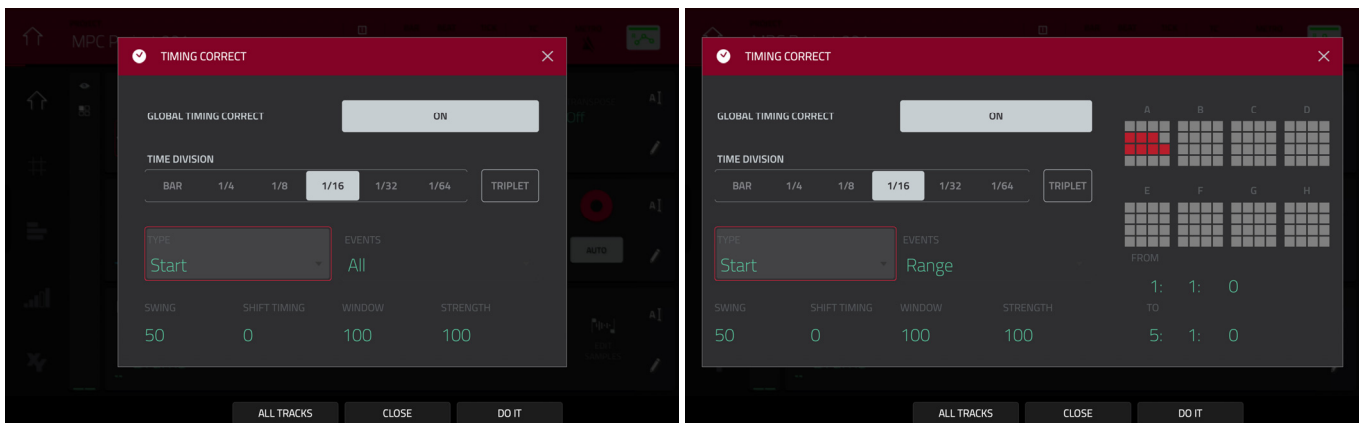 MPC P
TIMING CORRECT
GLOBAL TIMING CORRECT
ON
Off
TIME DIVISION
BAR 1/4 1/8 1/16 1/32 1/64 TRIPLET
TYPE EVENTS
Start All
AUTO
SWING SHIFT TIMING WINDOW STRENGTH
50 0 100 100
EDIT
SAMPLES
ALL TRACKS CLOSE DO IT
TIMING CORRECT
GLOBAL TIMING CORRECT
ON
A B C D
TIME DIVISION
BAR 1/4 1/8 1/16 1/32 1/64 TRIPLET
E F G H
TYPE EVENTS
Start Range
FROM
1: 1: 0
SWING SHIFT TIMING WINDOW STRENGTH
TO
50 0 100 100
5: 1: 0
ALL TRACKS CLOSE DO IT